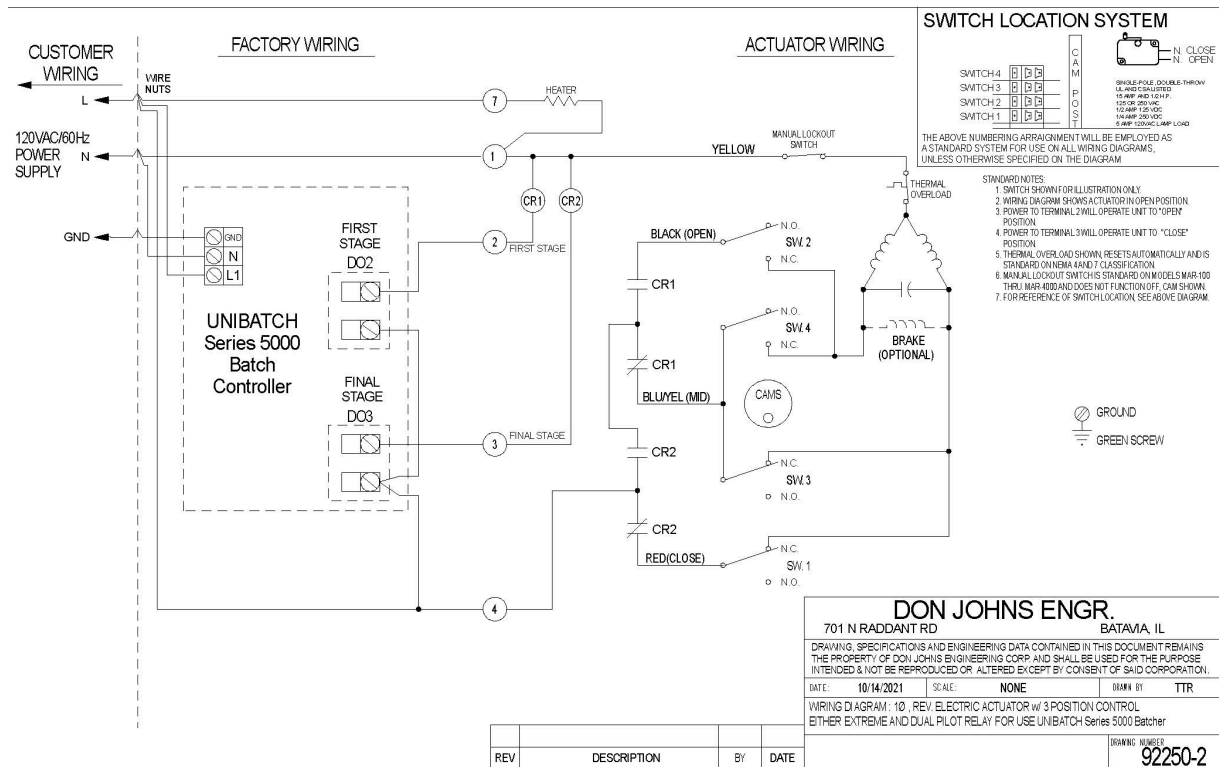 SWITCH LOCATION SYSTEM
CAM POST
N. CLOSE
N. OPEN
SWITCH 4
SWITCH 3
SWITCH 2
SWITCH 1
SINGLE-POLE, DOUBLE-THROW
UL AND CSA LISTED
15 AMP AND 1/2 H.P.
125 OR 250 VAC
1/2 AMP 125 VDC
1/4 AMP 250 VDC
5 AMP 120VAC LAMP LOAD
THE ABOVE NUMBERING ARRAIGNMENT WILL BE EMPLOYED AS
A STANDARD SYSTEM FOR USE ON ALL WIRING DIAGRAMS,
UNLESS OTHERWISE SPECIFIED ON THE DIAGRAM
STANDARD NOTES:
1. SWITCH SHOWN FOR ILLUSTRATION ONLY.
2. WIRING DIAGRAM SHOWS ACTUATOR IN OPEN POSITION.
3. POWER TO TERMINAL 2 WILL OPERATE UNIT TO "OPEN"
POSITION.
4. POWER TO TERMINAL 3 WILL OPERATE UNIT TO "CLOSE"
POSITION.
5. THERMAL OVERLOAD SHOWN, RESETS AUTOMATICALLY AND IS
STANDARD ON NEMA 4 AND 7 CLASSIFICATION.
6. MANUAL LOCKOUT SWITCH IS STANDARD ON MODELS MAR-100
THRU. MAR-4000 AND DOES NOT FUNCTION OFF, CAM SHOWN.
7. FOR REFERENCE OF SWITCH LOCATION, SEE ABOVE DIAGRAM.
CUSTOMER
WIRING
FACTORY WIRING
ACTUATOR WIRING
WIRE
NUTS
L
7
HEATER
120VAC/60Hz
POWER
SUPPLY
N
1
YELLOW
MANUAL LOCKOUT
SWITCH
THERMAL
OVERLOAD
CR1
CR2
GND
GND
N
L1
FIRST
STAGE
DO2
2
FIRST STAGE
BLACK (OPEN)
N.O.
SW. 2
N.C.
CR1
UNIBATCH
Series 5000
Batch
Controller
N.O.
SW. 4
N.C.
BRAKE
(OPTIONAL)
CR1
FINAL
STAGE
DO3
BLU/YEL (MID)
CAMS
3
FINAL STAGE
CR2
N.C.
SW. 3
N.O.
GROUND
GREEN SCREW
CR2
RED(CLOSE)
N.C.
SW. 1
N.O.
4
DON JOHNS ENGR.
701 N RADDANT RD
BATAVIA, IL
DRAWING, SPECIFICATIONS AND ENGINEERING DATA CONTAINED IN THIS DOCUMENT REMAINS
THE PROPERTY OF DON JOHNS ENGINEERING CORP. AND SHALL BE USED FOR THE PURPOSE
INTENDED & NOT BE REPRODUCED OR ALTERED EXCEPT BY CONSENT OF SAID CORPORATION.
DATE: 10/14/2021
SCALE: NONE
DRAWN BY TTR
WIRING DIAGRAM : 1Ø , REV. ELECTRIC ACTUATOR w/ 3 POSITION CONTROL
EITHER EXTREME AND DUAL PILOT RELAY FOR USE UNIBATCH Series 5000 Batcher
DRAWING NUMBER
92250-2
REV
DESCRIPTION
BY
DATE